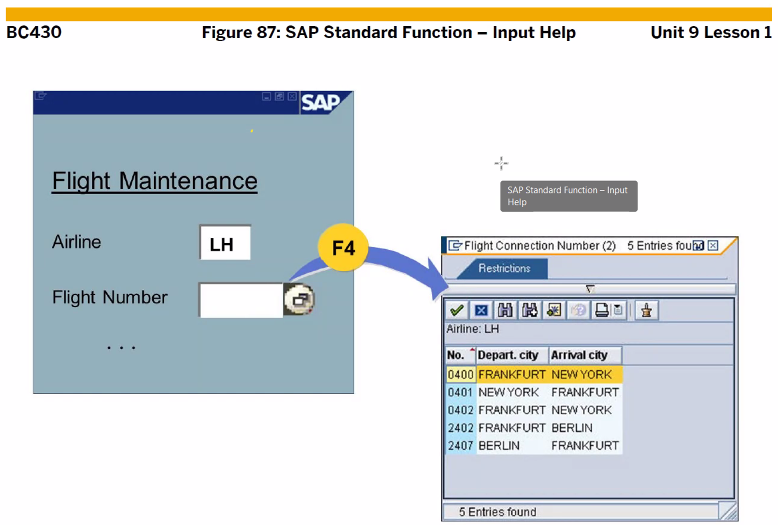 BC430 Figure 87: SAP Standard Function – Input Help Unit 9 Lesson 1
SAP
Flight Maintenance
Airline LH
Flight Number
. . .
F4
SAP Standard Function – Input
Help
Flight Connection Number (2) 5 Entries found
Restrictions
Airline: LH
No. Depart. city Arrival city
0400 FRANKFURT NEW YORK
0401 NEW YORK FRANKFURT
0402 FRANKFURT NEW YORK
2402 FRANKFURT BERLIN
2407 BERLIN FRANKFURT
5 Entries found